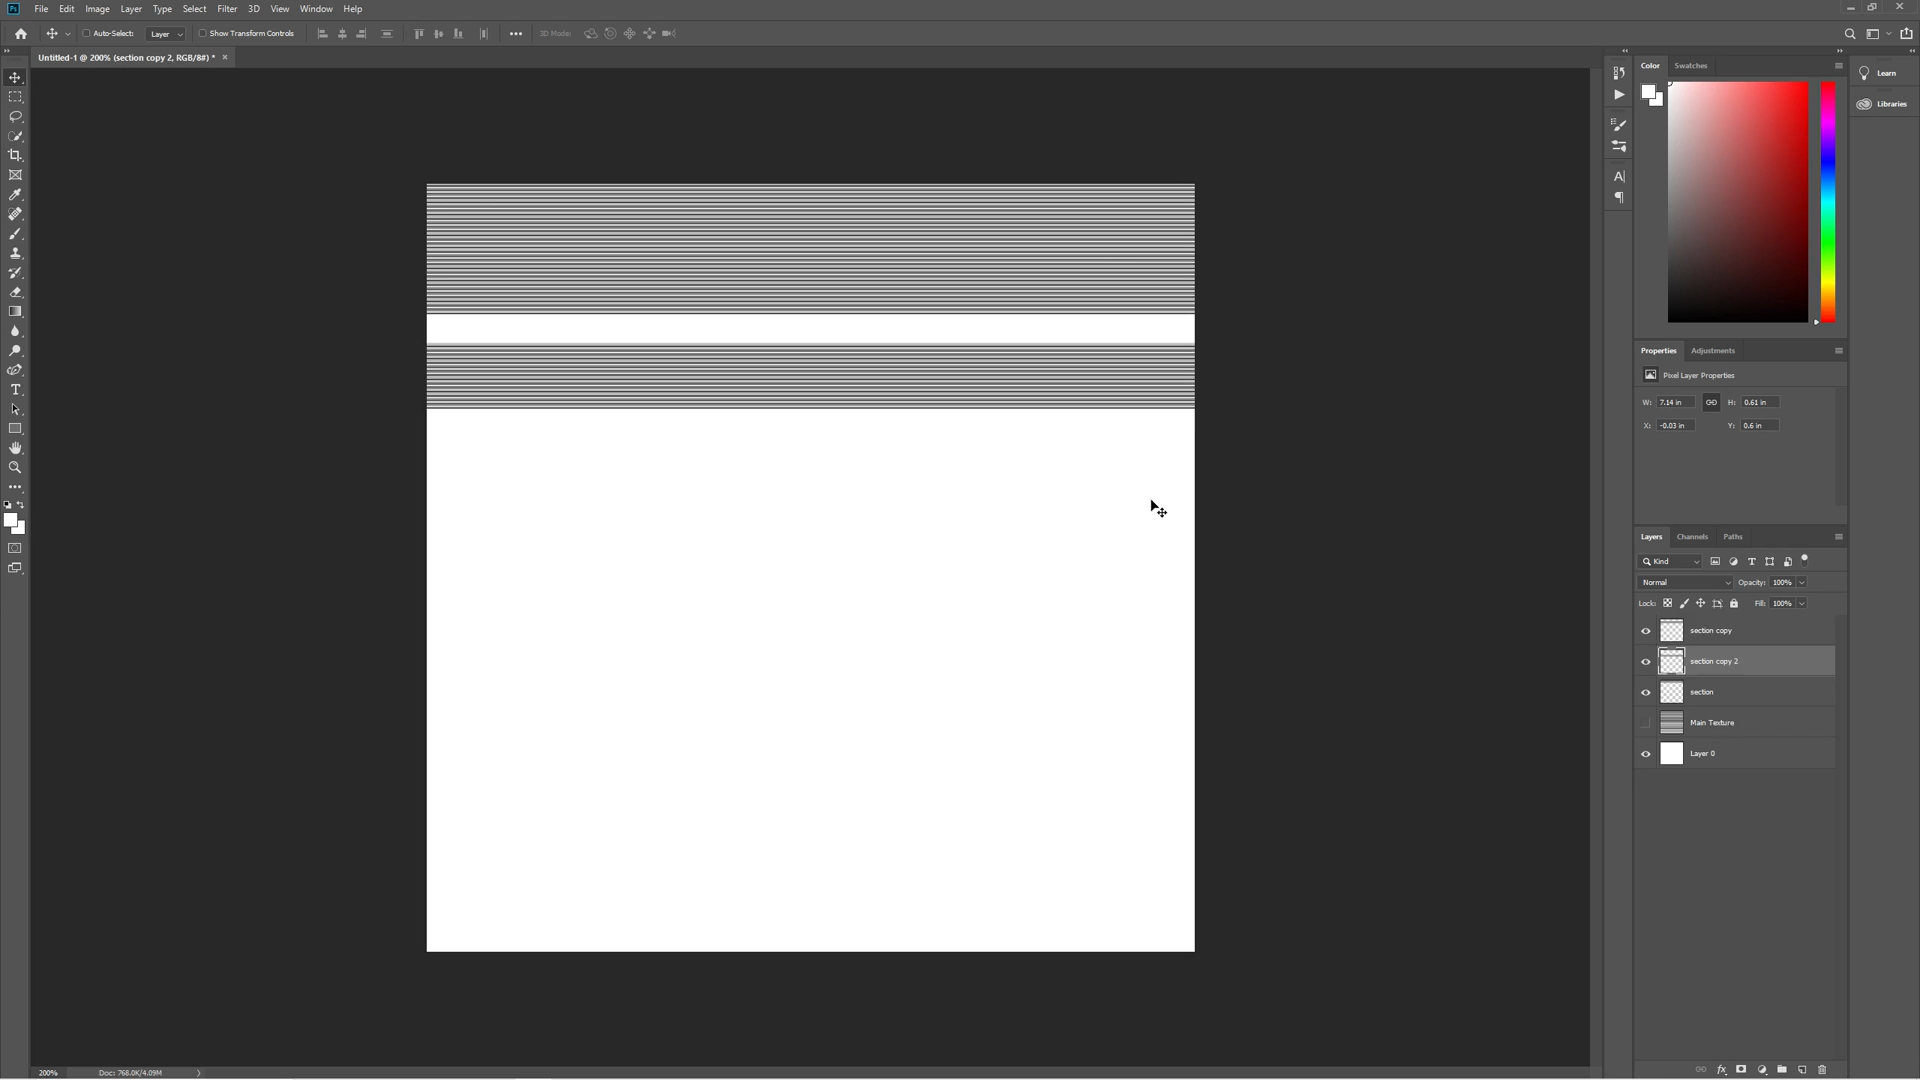 Ps File Edit Image Layer Type Select Filter 3D View Window Help
Auto-Select: Layer Show Transform Controls 3D Mode:
Untitled-1 @ 200% (section copy 2, RGB/8#) * ×
Color Swatches
Learn
Libraries
Properties Adjustments
Pixel Layer Properties
W: 7.14 in H: 0.61 in
X: -0.03 in Y: 0.6 in
Layers Channels Paths
Kind
Normal Opacity: 100%
Lock: Fill: 100%
section copy
section copy 2
section
Main Texture
Layer 0
200% Doc: 768.0K/4.09M